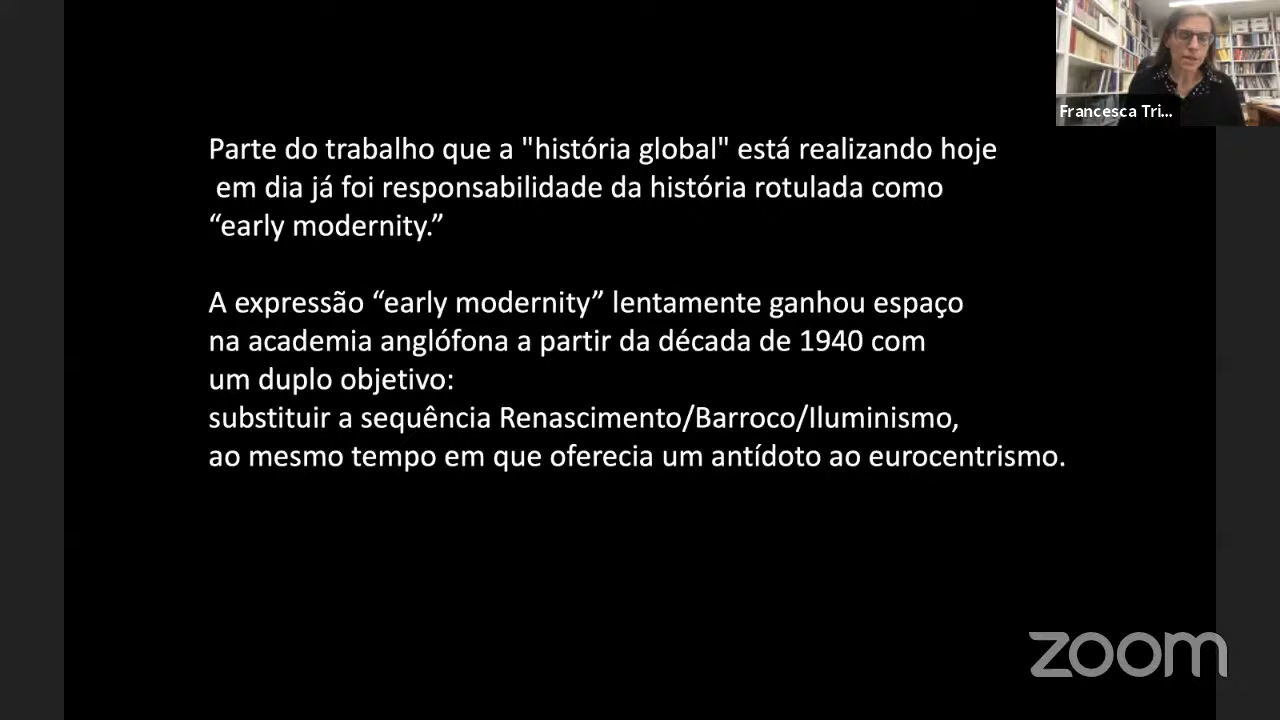 Francesca Tri...
Parte do trabalho que a "história global" está realizando hoje
em dia já foi responsabilidade da história rotulada como
“early modernity.”
A expressão “early modernity” lentamente ganhou espaço
na academia anglófona a partir da década de 1940 com
um duplo objetivo:
substituir a sequência Renascimento/Barroco/Iluminismo,
ao mesmo tempo em que oferecia um antídoto ao eurocentrismo.
zoom